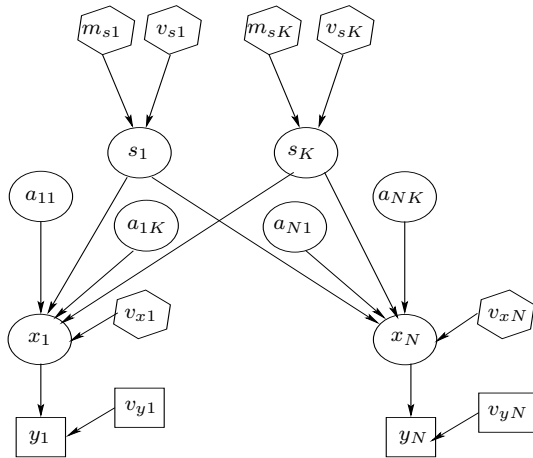 m_{s1} v_{s1} m_{sK} v_{sK}
s_1 s_K
a_{11} a_{1K} a_{N1} a_{NK}
v_{x1} v_{xN}
x_1 x_N
v_{y1} v_{yN}
y_1 y_N